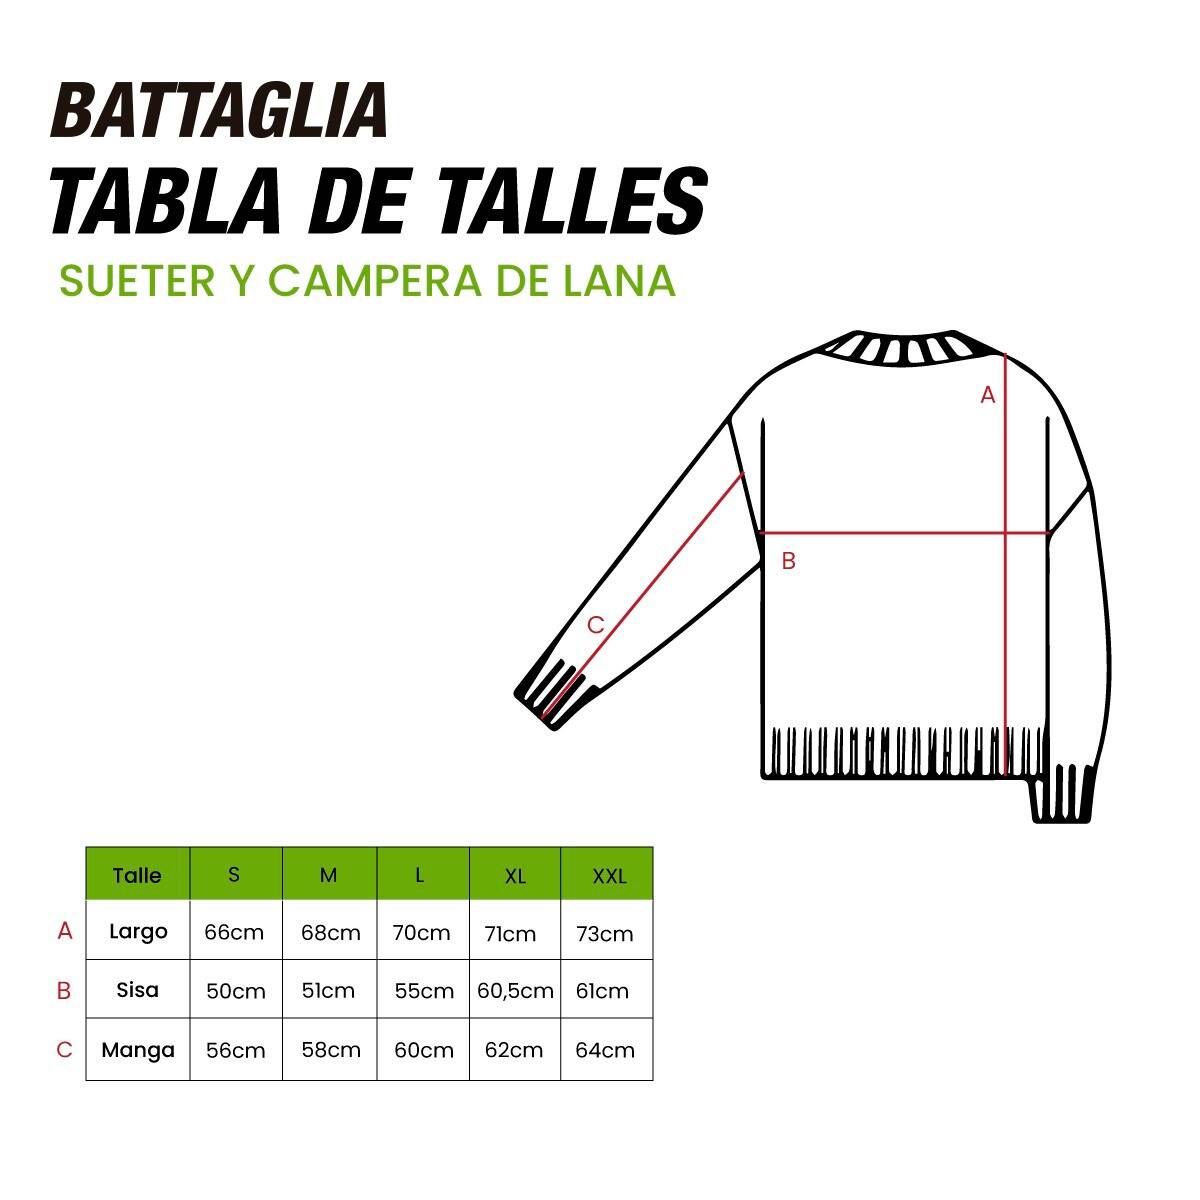 BATTAGLIA
TABLA DE TALLES
SUETER Y CAMPERA DE LANA
A
B
C
Talle S M L XL XXL
A Largo 66cm 68cm 70cm 71cm 73cm
B Sisa 50cm 51cm 55cm 60,5cm 61cm
C Manga 56cm 58cm 60cm 62cm 64cm